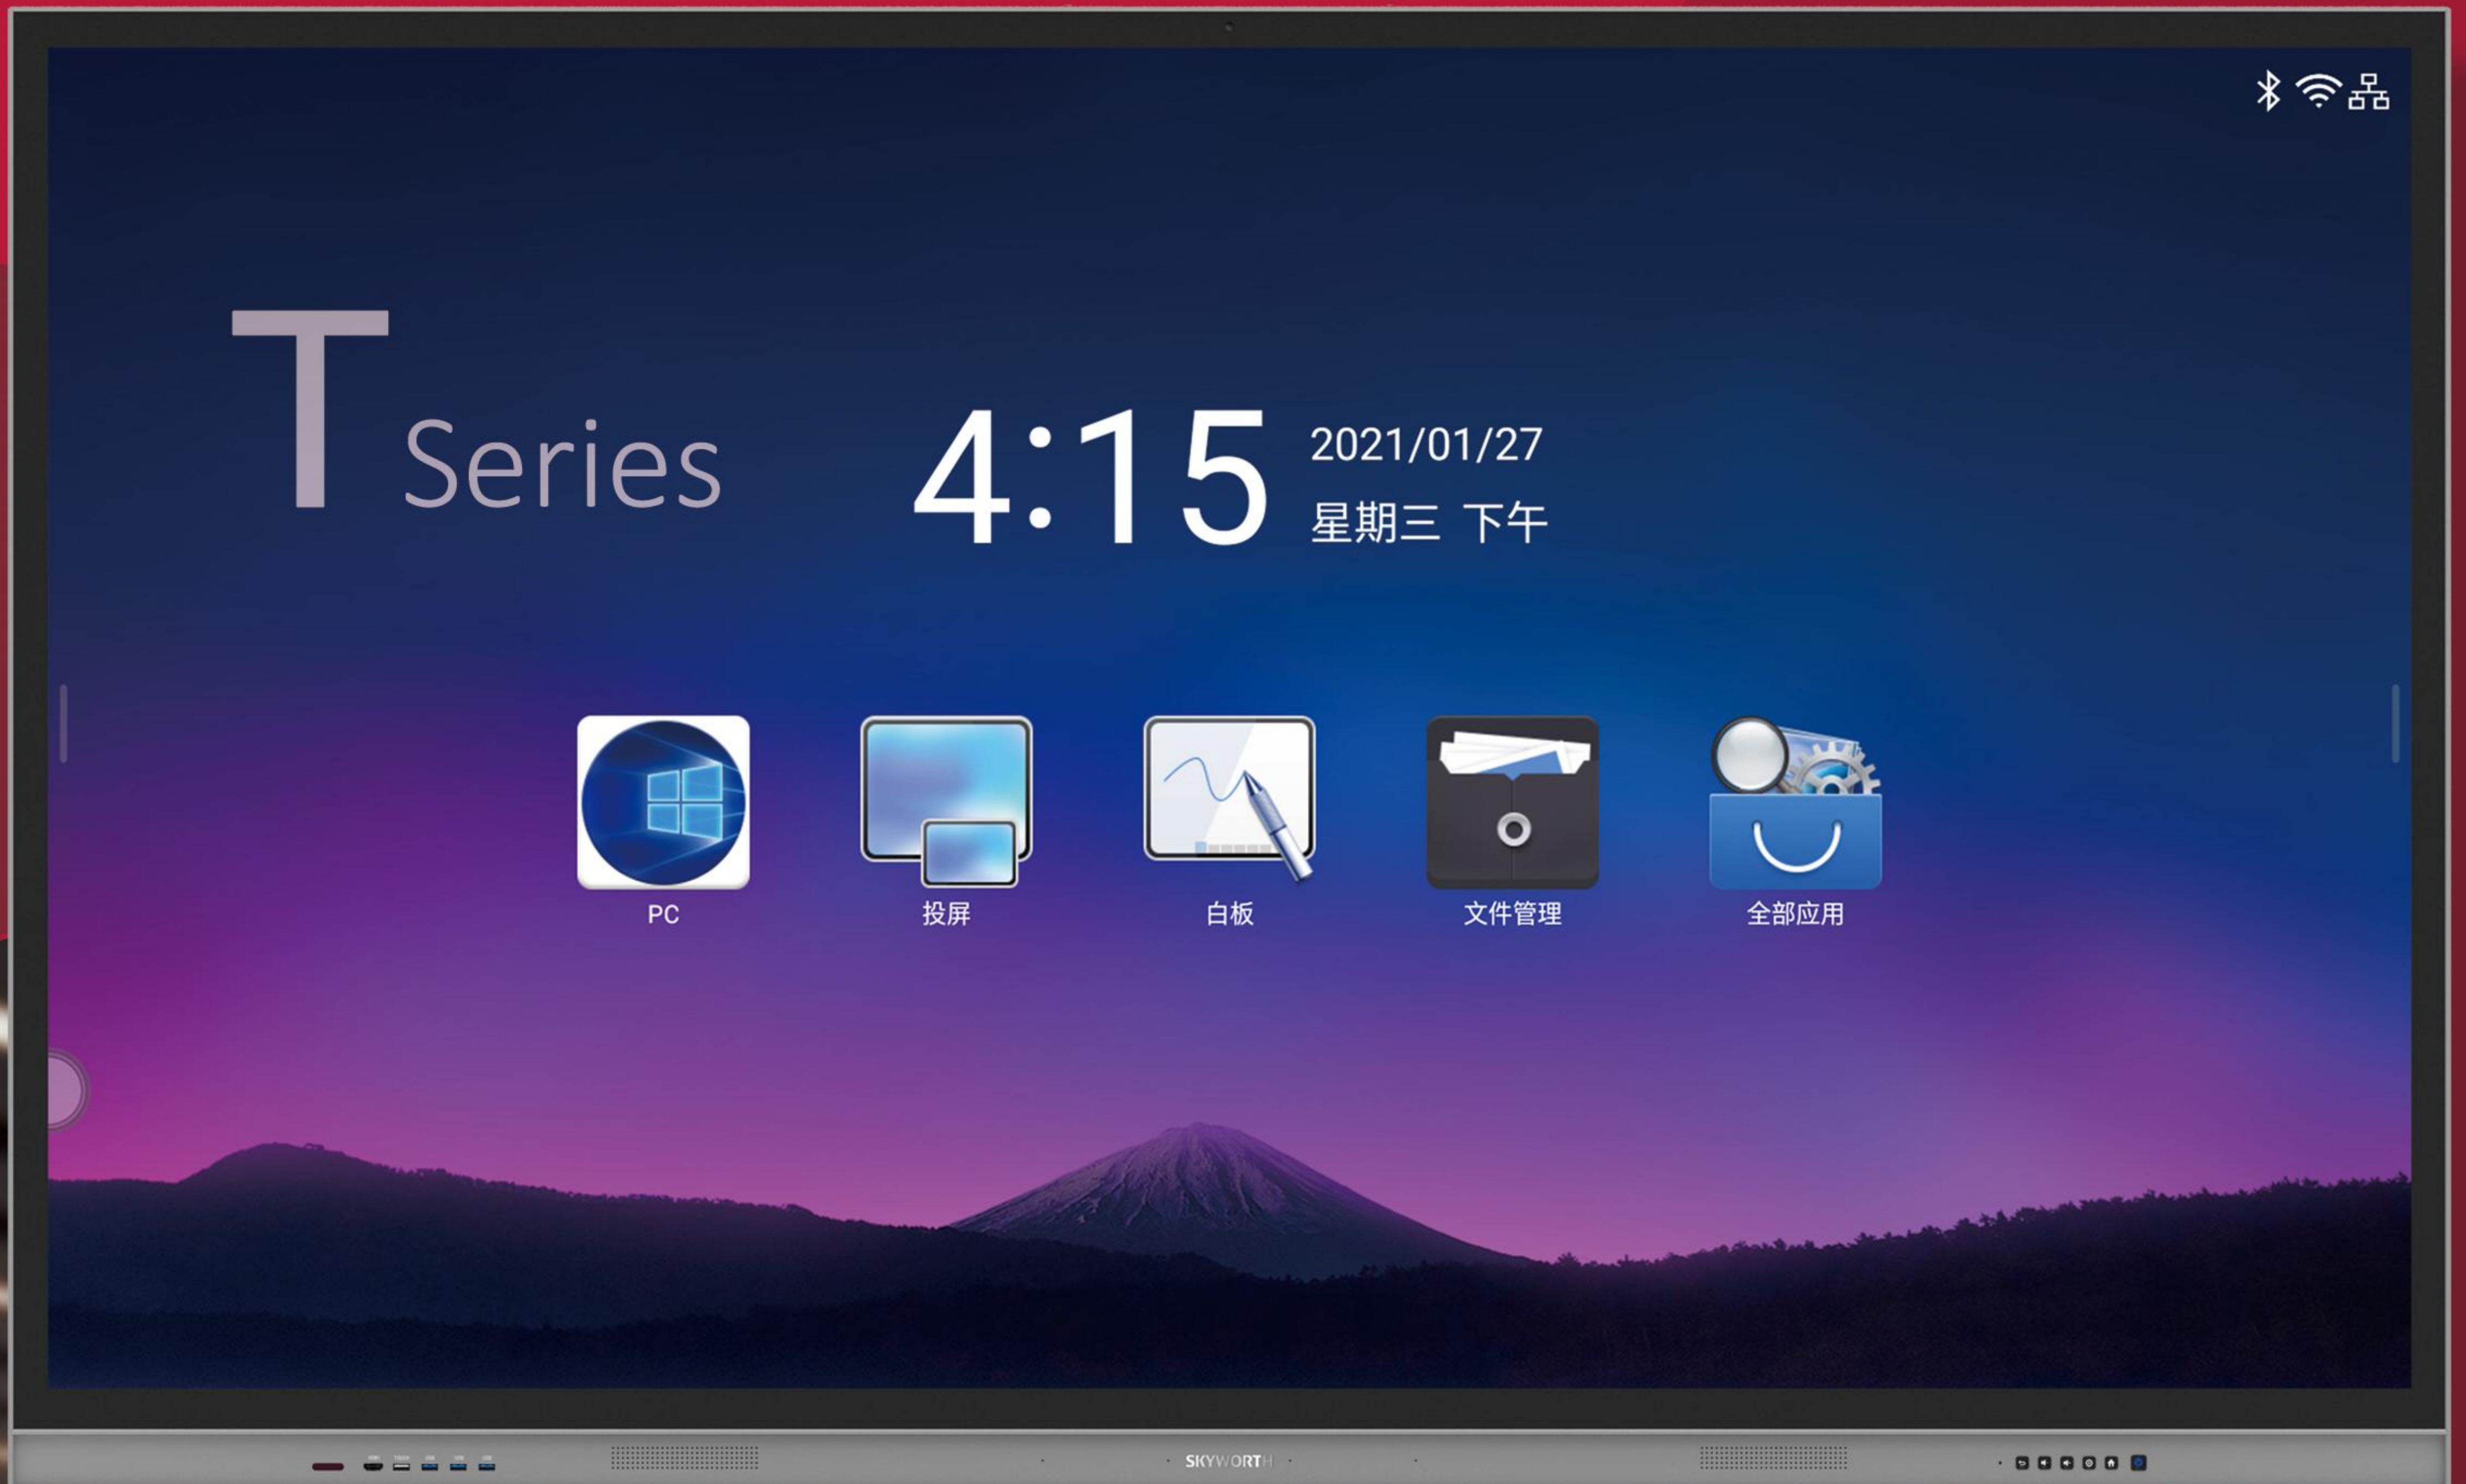 T Series
4:15
2021/01/27
星期三 下午
PC
投屏
白板
文件管理
全部应用
SKYWORTH